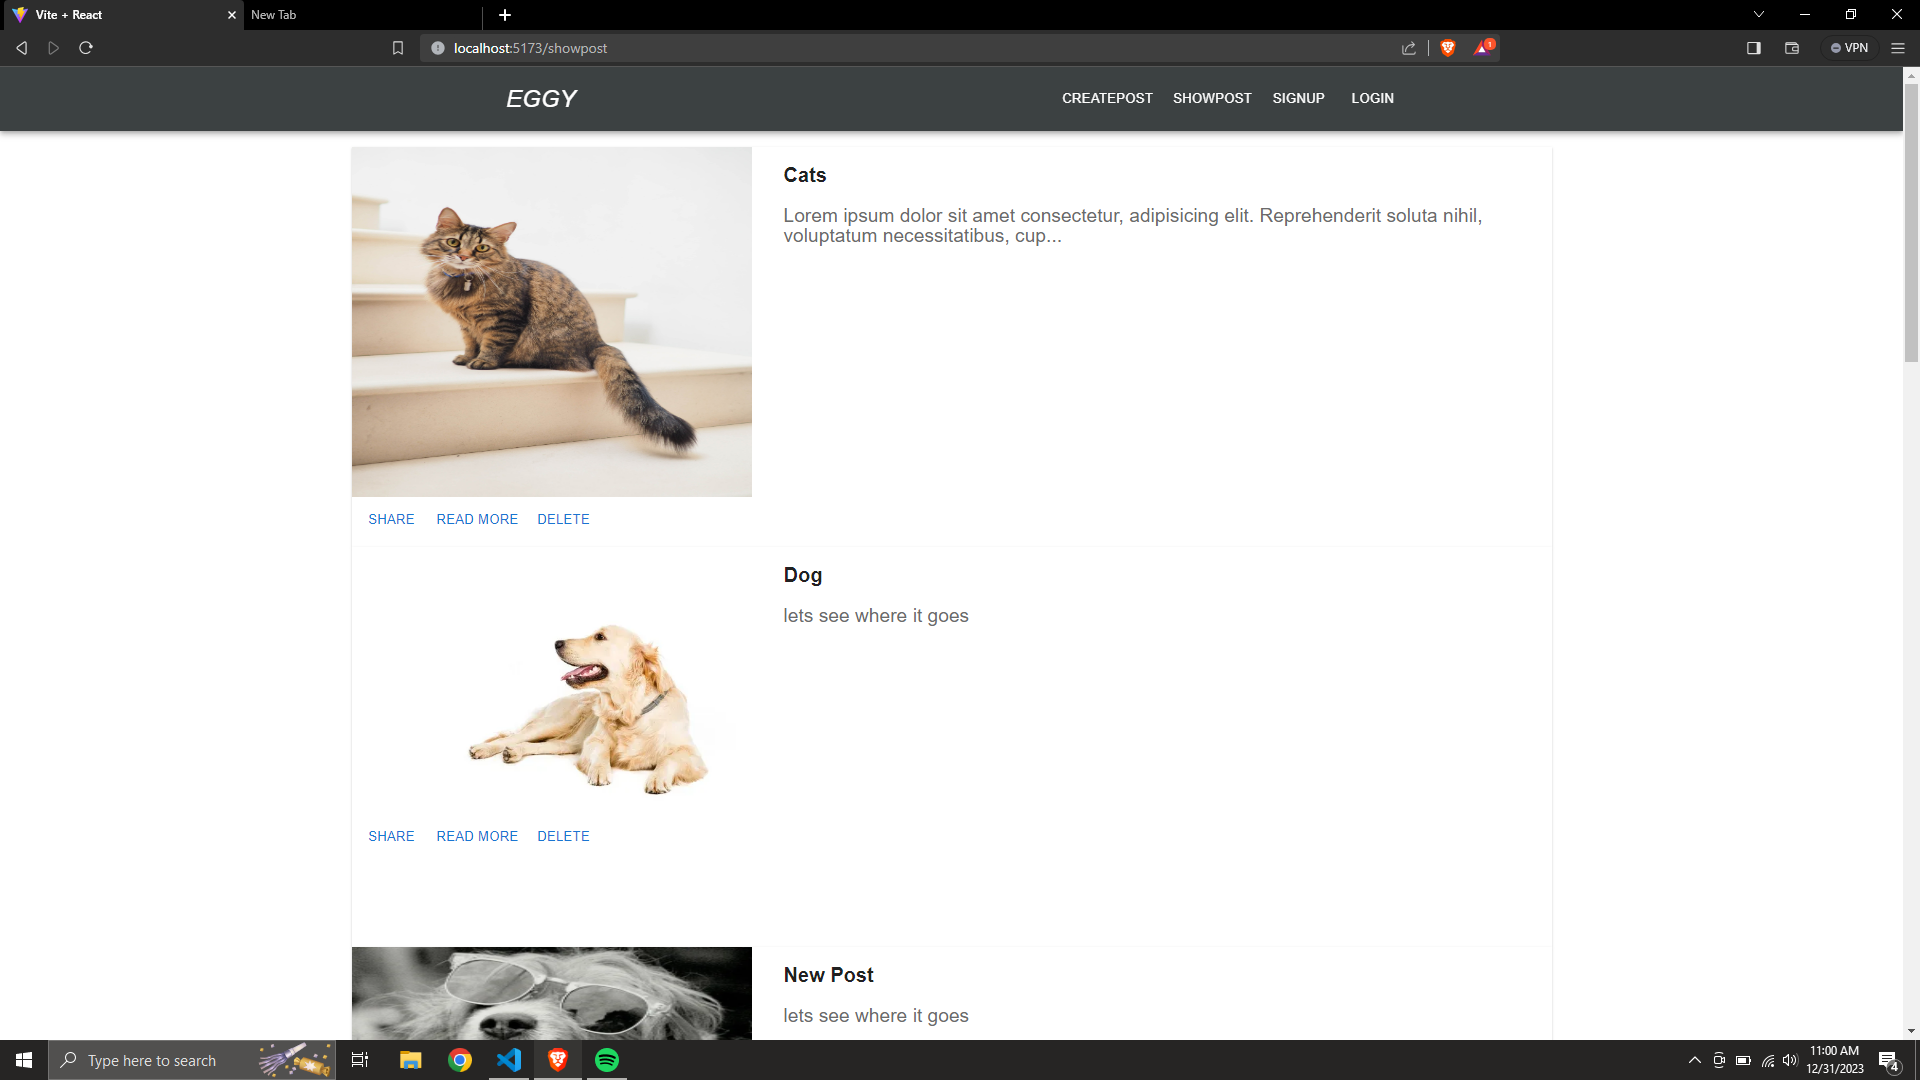 Vite + React
New Tab
localhost:5173/showpost
1
VPN
EGGY
CREATEPOST SHOWPOST SIGNUP LOGIN
Cats
Lorem ipsum dolor sit amet consectetur, adipisicing elit. Reprehenderit soluta nihil,
voluptatum necessitatibus, cup...
SHARE READ MORE DELETE
Dog
lets see where it goes
SHARE READ MORE DELETE
New Post
lets see where it goes
Type here to search
11:00 AM
12/31/2023
4